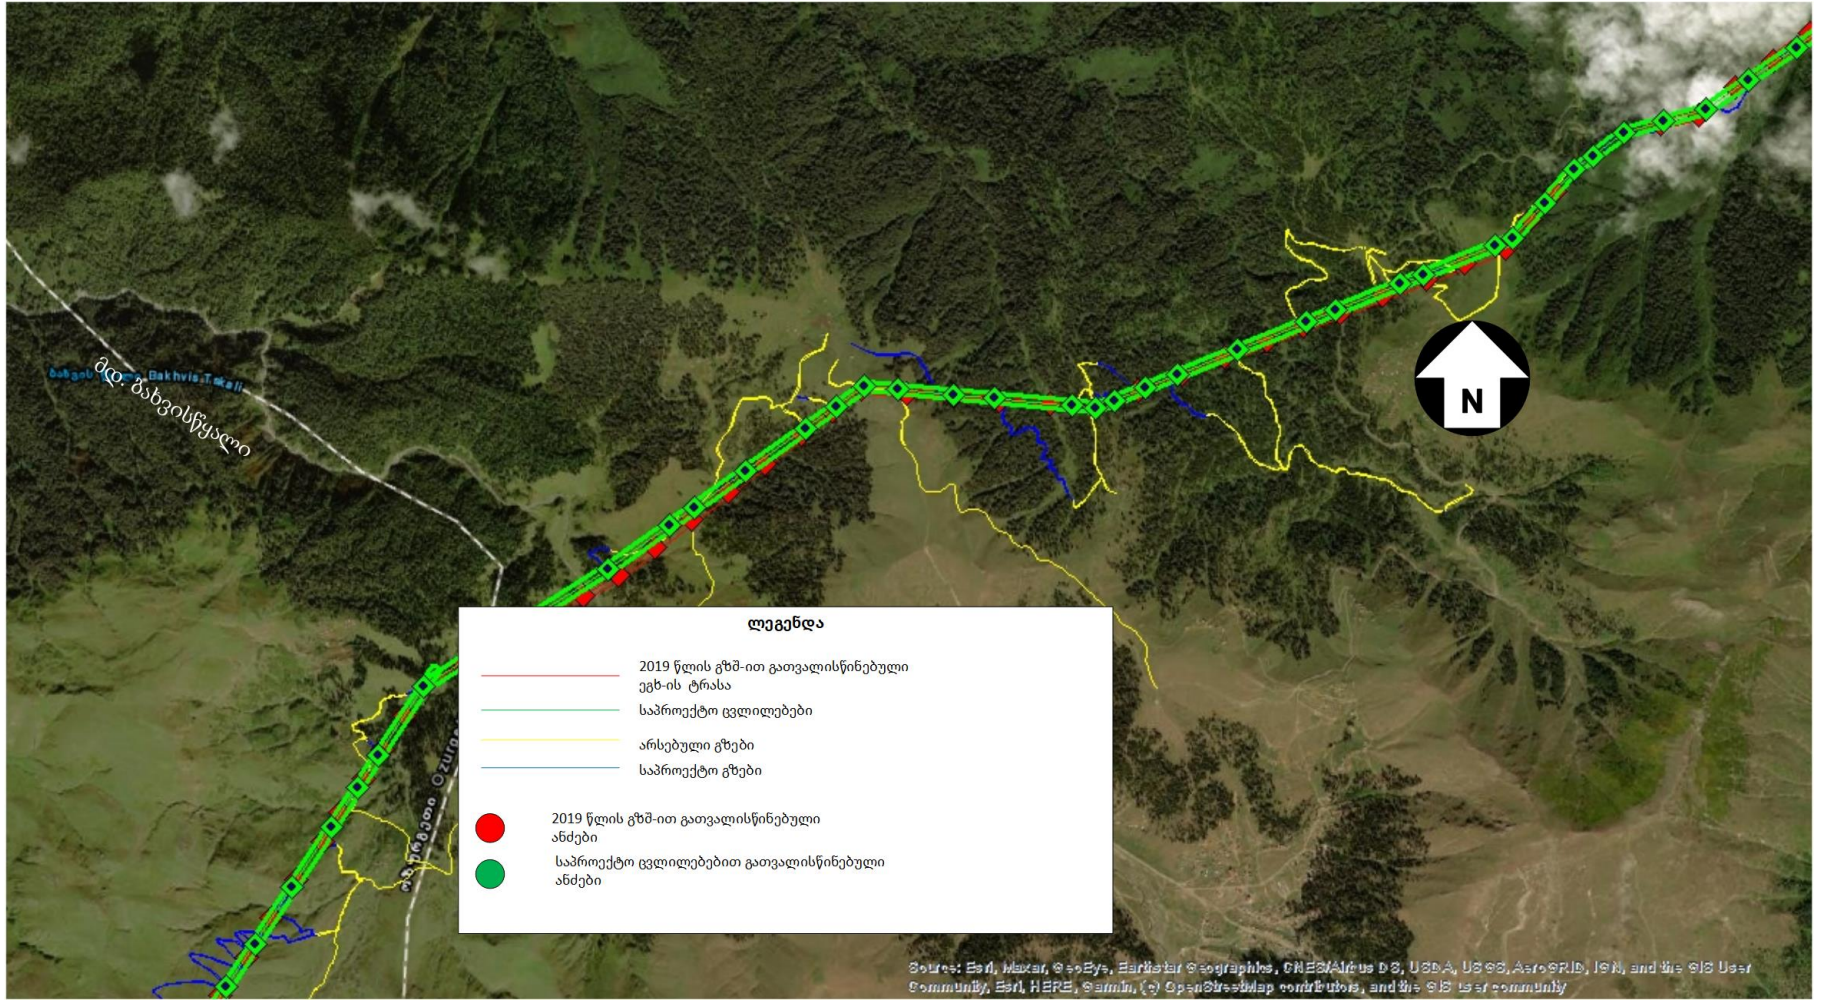 ბახვის Bakhvis Tskali
მდ. ბახვისწყალი
N
ლეგენდა
2019 წლის გზშ-ით გათვალისწინებული
ეგხ-ის ტრასა
საპროექტო ცვლილებები
არსებული გზები
საპროექტო გზები
2019 წლის გზშ-ით გათვალისწინებული
ანძები
საპროექტო ცვლილებებით გათვალისწინებული
ანძები
Source: Esri, Maxar, GeoEye, Earthstar Geographics, CNES/Airbus DS, USDA, USGS, AeroGRID, IGN, and the GIS User
Community, Esri, HERE, Garmin, (c) OpenStreetMap contributors, and the GIS user community